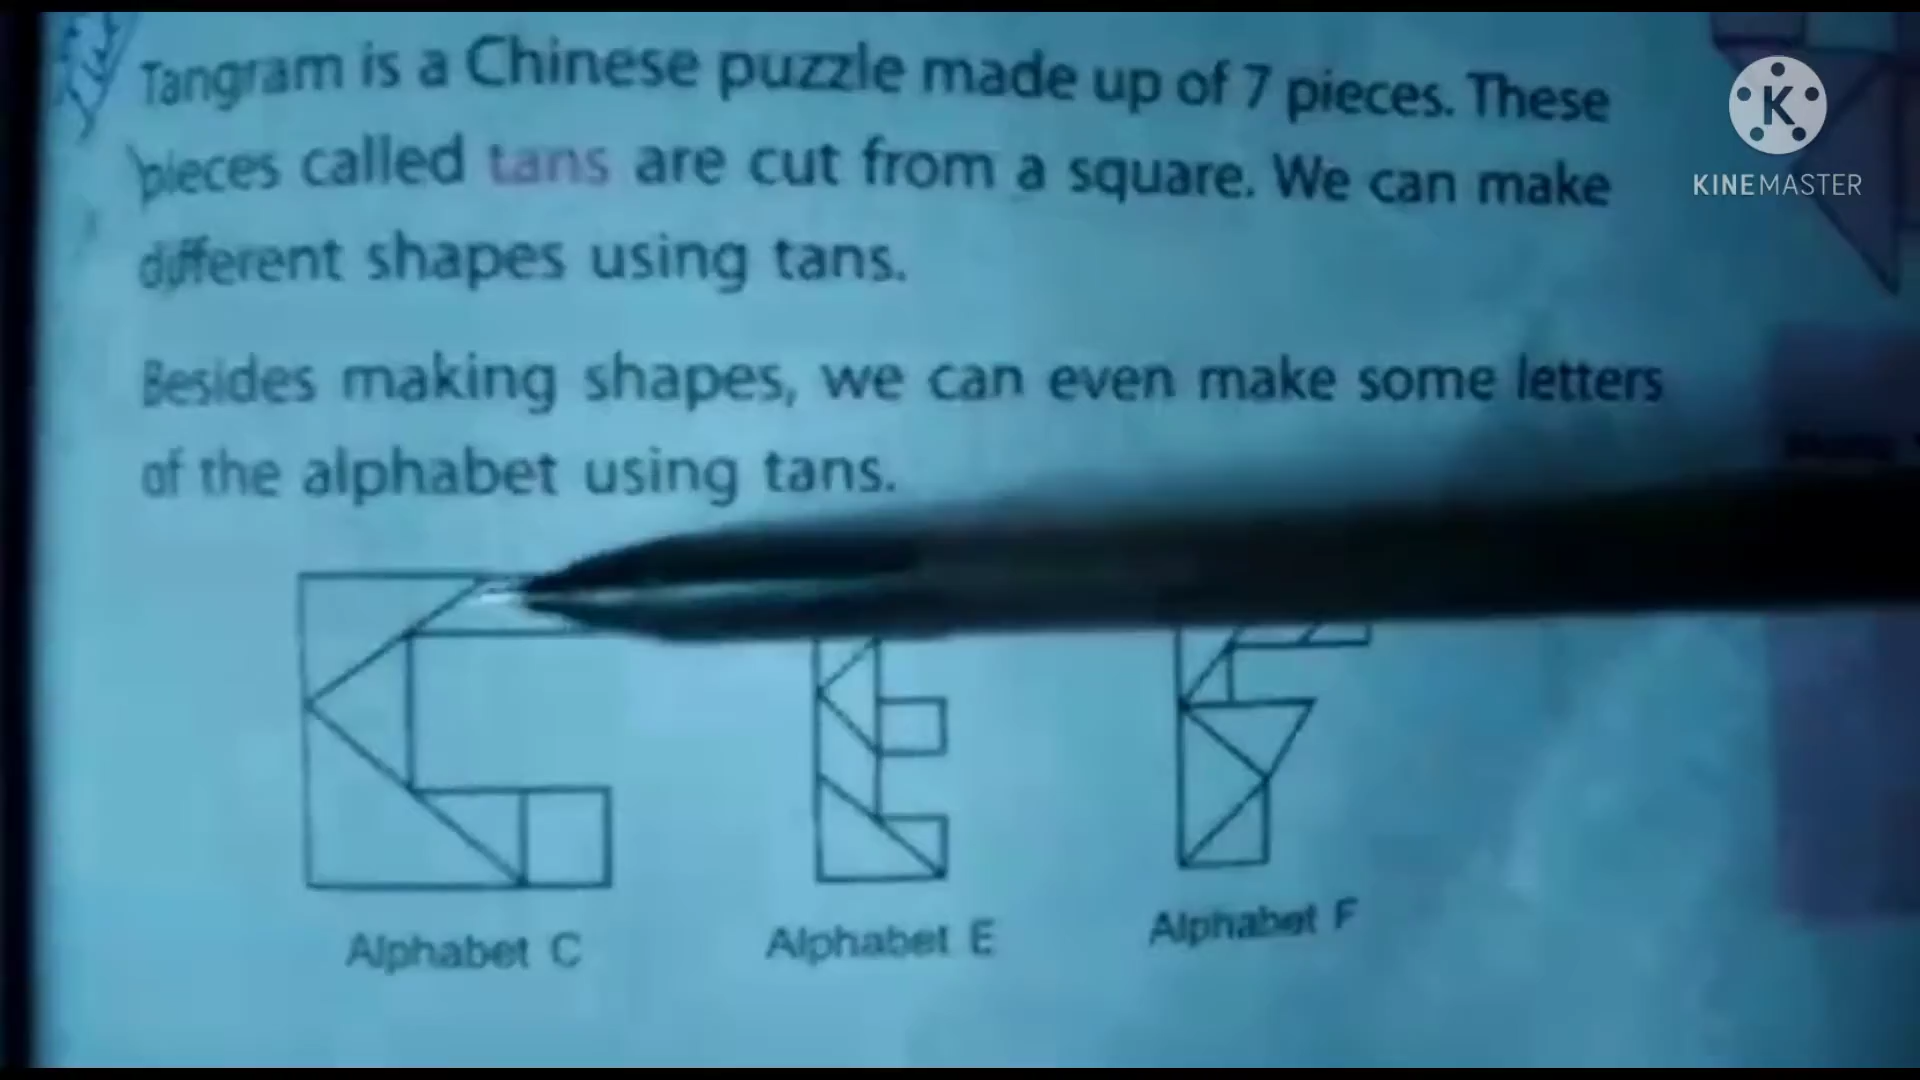 Tangram is a Chinese puzzle made up of 7 pieces. These
pieces called tans are cut from a square. We can make
different shapes using tans.
Besides making shapes, we can even make some letters
of the alphabet using tans.
Alphabet C
Alphabet E
Alphabet F
K
KINEMASTER